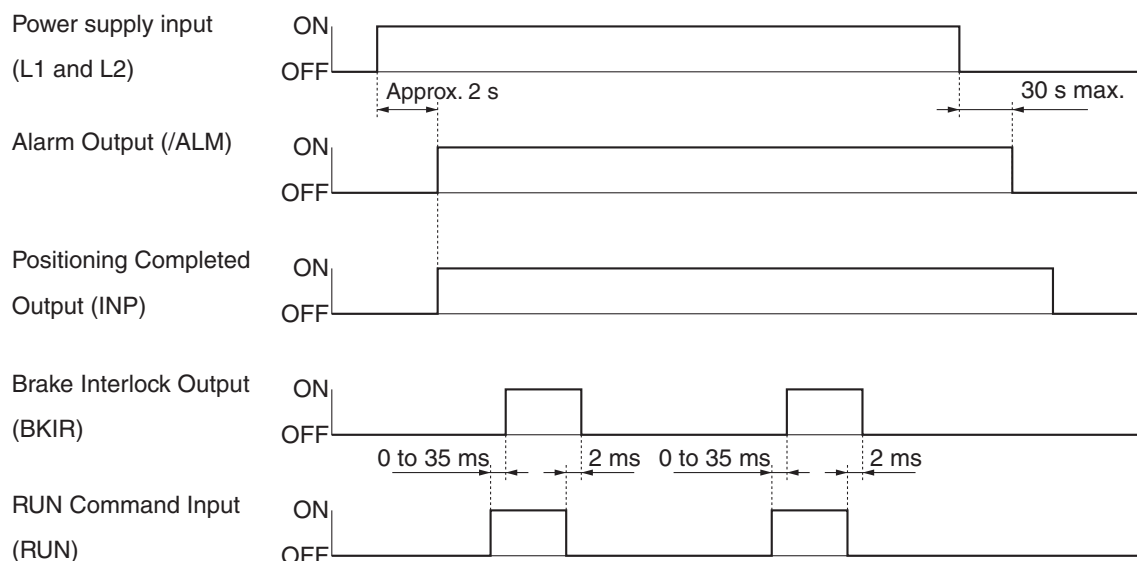 Power supply input
(L1 and L2)
ON
OFF
Approx. 2 s
30 s max.
Alarm Output (/ALM)
ON
OFF
Positioning Completed
Output (INP)
ON
OFF
Brake Interlock Output
(BKIR)
ON
OFF
0 to 35 ms
2 ms
0 to 35 ms
2 ms
RUN Command Input
(RUN)
ON
OFF